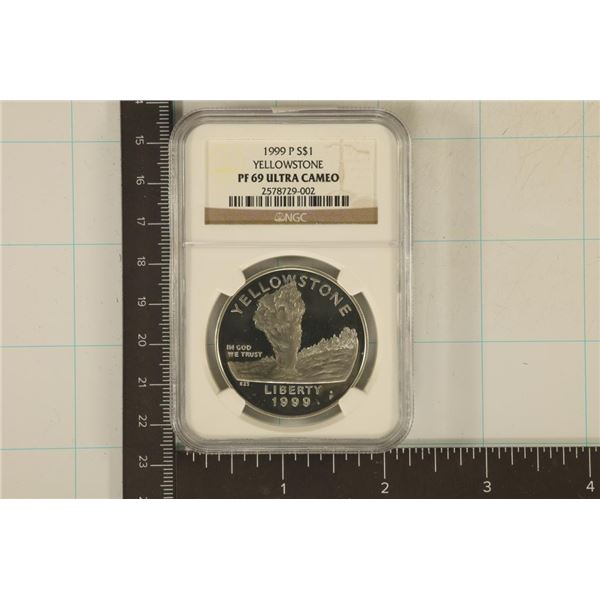 1999 P S$1
YELLOWSTONE
PF 69 ULTRA CAMEO
2578729-002
NGC
YELLOWSTONE
IN GOD
WE TRUST
LIBERTY
1999
P
15
16
17
18
19
20
21
22
23
1 2 3 4